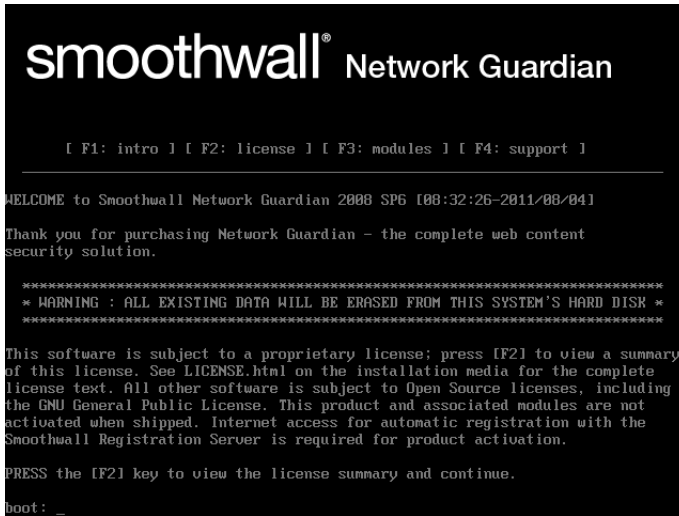 smoothwall® Network Guardian
[ F1: intro ] [ F2: license ] [ F3: modules ] [ F4: support ]
WELCOME to Smoothwall Network Guardian 2008 SP6 [08:32:26-2011/08/04]
Thank you for purchasing Network Guardian - the complete web content
security solution.
**********************************************************************
* WARNING : ALL EXISTING DATA WILL BE ERASED FROM THIS SYSTEM'S HARD DISK *
**********************************************************************
This software is subject to a proprietary license; press [F2] to view a summary
of this license. See LICENSE.html on the installation media for the complete
license text. All other software is subject to Open Source licenses, including
the GNU General Public License. This product and associated modules are not
activated when shipped. Internet access for automatic registration with the
Smoothwall Registration Server is required for product activation.
PRESS the [F2] key to view the license summary and continue.
boot: _